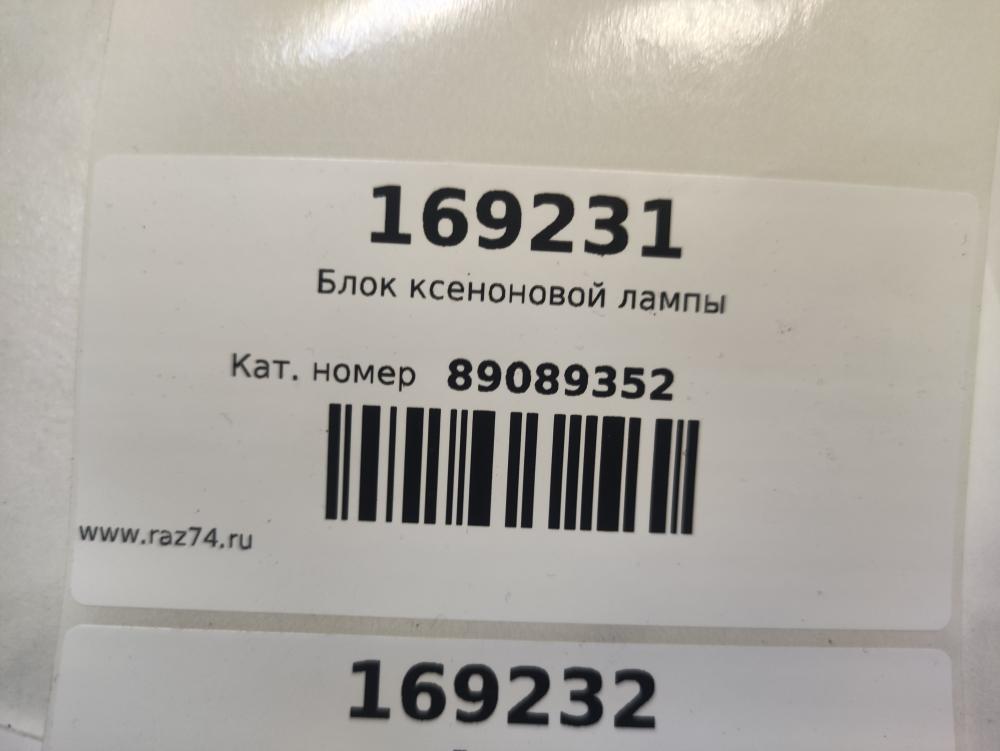 169231
Блок ксеноновой лампы
Кат. номер 89089352
www.raz74.ru
169232